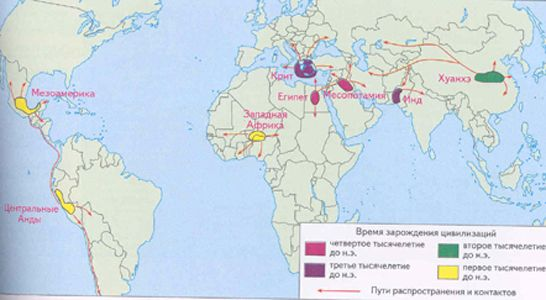 Мезоамерика
Крит
Хуанхэ
Египет
Месопотамия
Инд
Западная
Африка
Центральные
Анды
Время зарождения цивилизаций
четвертое тысячелетие
до н.э.
второе тысячелетие
до н.э.
третье тысячелетие
до н.э.
первое тысячелетие
до н.э.
Пути распространения и контактов